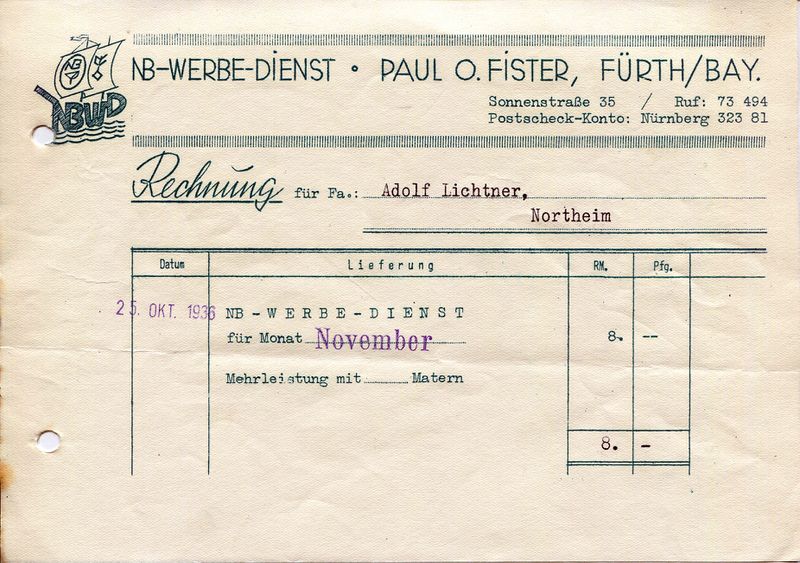 NB-WERBE-DIENST • PAUL O. FISTER, FÜRTH/BAY.
NBWD
Sonnenstraße 35 / Ruf: 73 494
Postscheck-Konto: Nürnberg 323 81
Rechnung für Fa.: Adolf Lichtner,
Northeim
Datum Lieferung RM. Pfg.
25. OKT. 1936 NB-WERBE-DIENST
für Monat November 8. --
Mehrleistung mit Matern
8. -